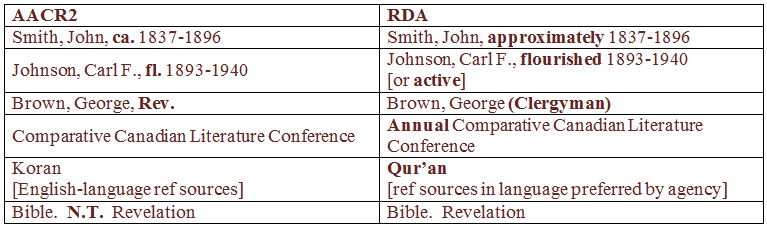 AACR2 RDA
Smith, John, ca. 1837-1896 Smith, John, approximately 1837-1896
Johnson, Carl F., fl. 1893-1940 Johnson, Carl F., flourished 1893-1940
[or active]
Brown, George, Rev. Brown, George (Clergyman)
Comparative Canadian Literature Conference Annual Comparative Canadian Literature
Conference
Koran Qur’an
[English-language ref sources] [ref sources in language preferred by agency]
Bible.  N.T.  Revelation Bible.  Revelation